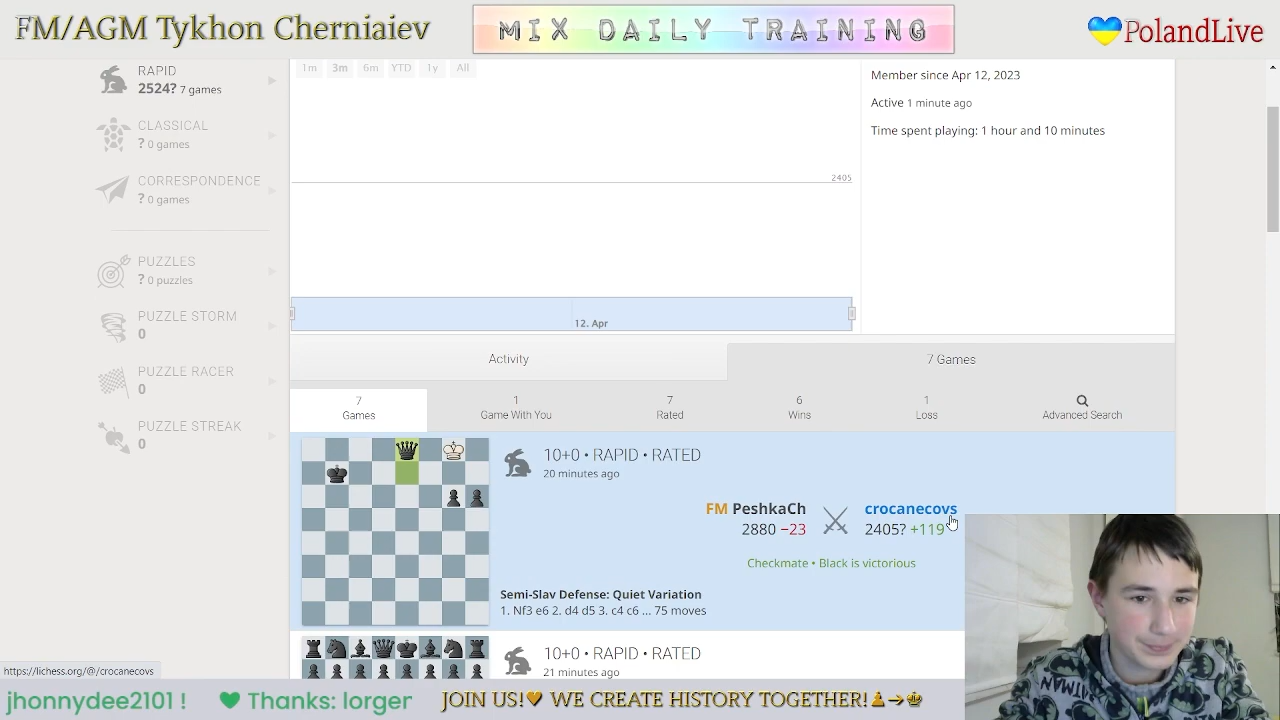 FM/AGM Tykhon Cherniaiev
MIX DAILY TRAINING
PolandLive
RAPID
2524? 7 games
CLASSICAL
? 0 games
CORRESPONDENCE
? 0 games
PUZZLES
? 0 puzzles
PUZZLE STORM
0
PUZZLE RACER
0
PUZZLE STREAK
0
1m 3m 6m YTD 1y All
2405
12. Apr
Member since Apr 12, 2023
Active 1 minute ago
Time spent playing: 1 hour and 10 minutes
Activity
7 Games
7
Games
1
Game With You
7
Rated
6
Wins
1
Loss
Advanced Search
10+0 • RAPID • RATED
20 minutes ago
FM PeshkaCh
2880 −23
crocanecovs
2405? +119
Checkmate • Black is victorious
Semi-Slav Defense: Quiet Variation
1. Nf3 e6 2. d4 d5 3. c4 c6 ... 75 moves
10+0 • RAPID • RATED
21 minutes ago
BATMAN
https://lichess.org/@/crocanecovs
jhonnydee2101 ! Thanks: lorger
JOIN US! WE CREATE HISTORY TOGETHER!